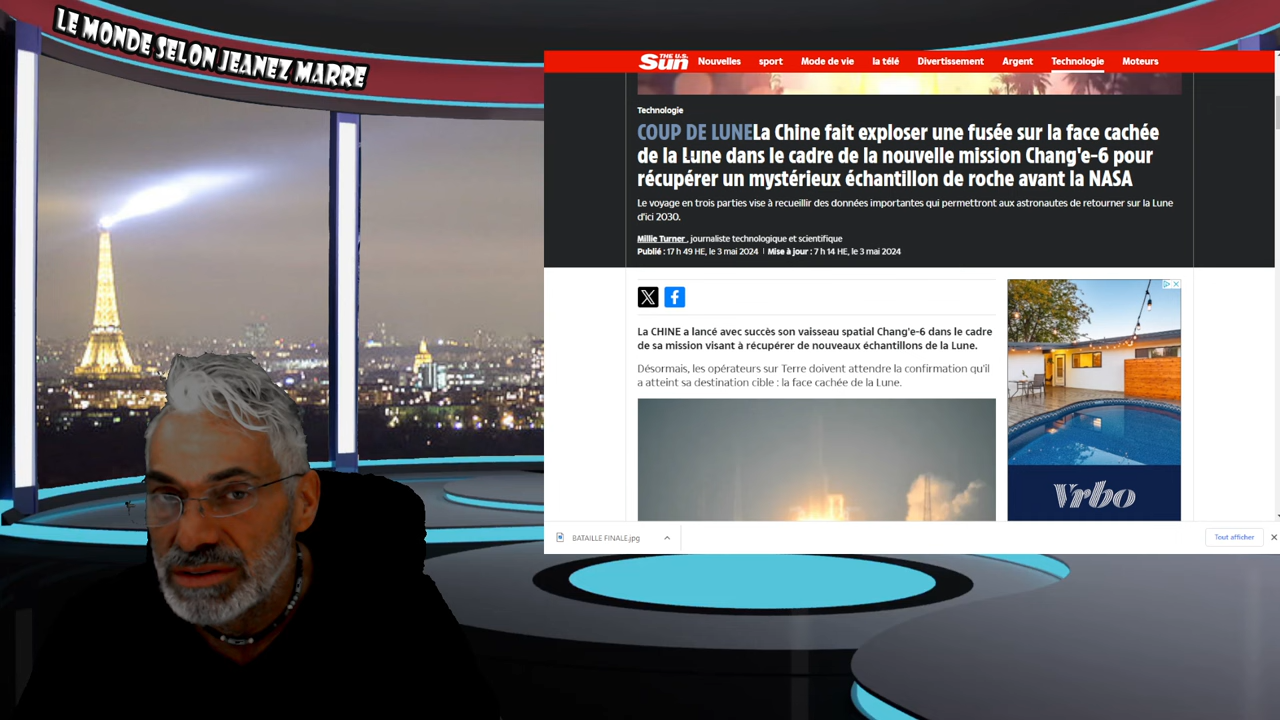 LE MONDE SELON JEANEZ MARRE
THE U.S. Sun Nouvelles sport Mode de vie la télé Divertissement Argent Technologie Moteurs
Technologie
COUP DE LUNELa Chine fait exploser une fusée sur la face cachée
de la Lune dans le cadre de la nouvelle mission Chang'e-6 pour
récupérer un mystérieux échantillon de roche avant la NASA
Le voyage en trois parties vise à recueillir des données importantes qui permettront aux astronautes de retourner sur la Lune
d'ici 2030.
Millie Turner , journaliste technologique et scientifique
Publié : 17 h 49 HE, le 3 mai 2024 | Mise à jour : 7 h 14 HE, le 3 mai 2024
X f
La CHINE a lancé avec succès son vaisseau spatial Chang'e-6 dans le cadre
de sa mission visant à récupérer de nouveaux échantillons de la Lune.
Désormais, les opérateurs sur Terre doivent attendre la confirmation qu'il
a atteint sa destination cible : la face cachée de la Lune.
Vrbo
BATAILLE FINALE.jpg
Tout afficher